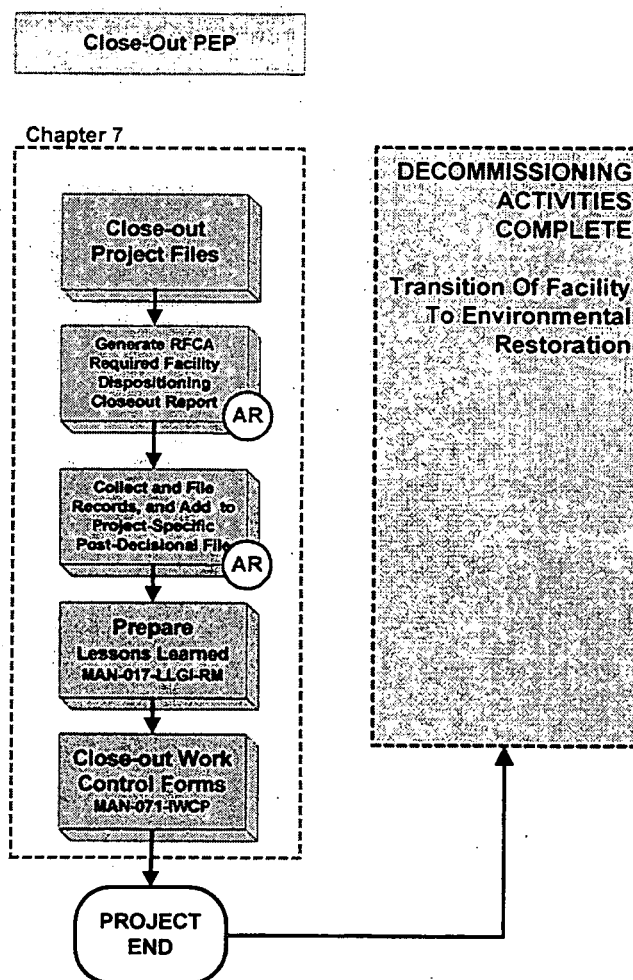 Close-Out PEP
Chapter 7
Close-out
Project Files
Generate RFCA
Required Facility
Dispositioning
Closeout Report
AR
Collect and File
Records, and Add to
Project-Specific
Post-Decisional File
AR
Prepare
Lessons Learned
MAN-017-LLGI-RM
Close-out Work
Control Forms
MAN-071-IWCP
PROJECT
END
DECOMMISSIONING
ACTIVITIES
COMPLETE
Transition Of Facility
To Environmental
Restoration